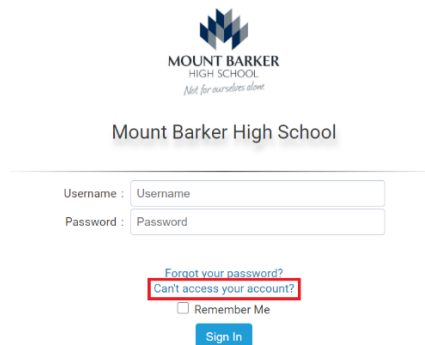 MOUNT BARKER
HIGH SCHOOL
Not for ourselves alone
Mount Barker High School
Username : Username
Password : Password
Forgot your password?
Can't access your account?
Remember Me
Sign In